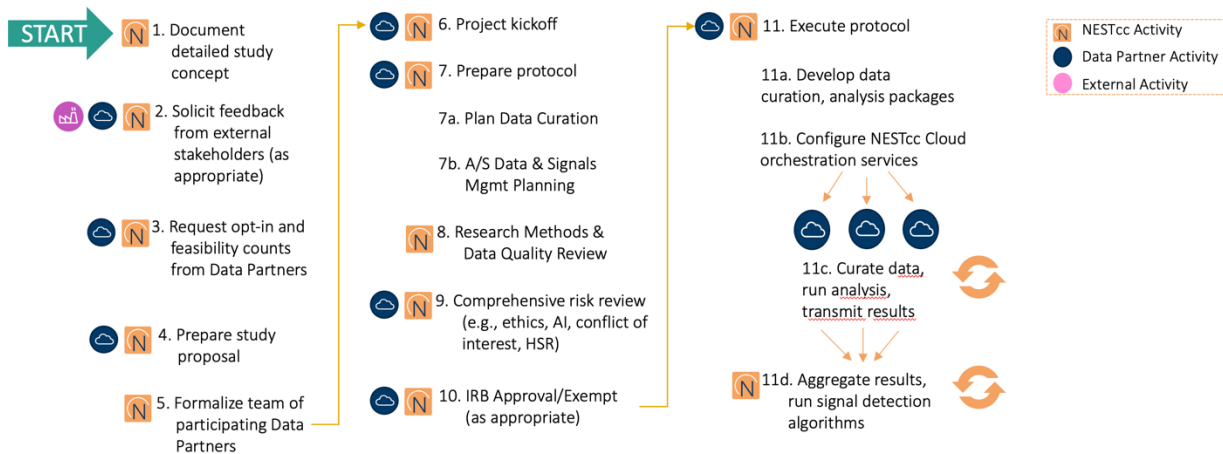 START
1. Document
detailed study
concept
2. Solicit feedback
from external
stakeholders (as
appropriate)
3. Request opt-in and
feasibility counts
from Data Partners
4. Prepare study
proposal
5. Formalize team of
participating Data
Partners
6. Project kickoff
7. Prepare protocol
7a. Plan Data Curation
7b. A/S Data & Signals
Mgmt Planning
8. Research Methods &
Data Quality Review
9. Comprehensive risk review
(e.g., ethics, AI, conflict of
interest, HSR)
10. IRB Approval/Exempt
(as appropriate)
11. Execute protocol
11a. Develop data
curation, analysis packages
11b. Configure NESTcc Cloud
orchestration services
11c. Curate data,
run analysis,
transmit results
11d. Aggregate results,
run signal detection
algorithms
NESTcc Activity
Data Partner Activity
External Activity